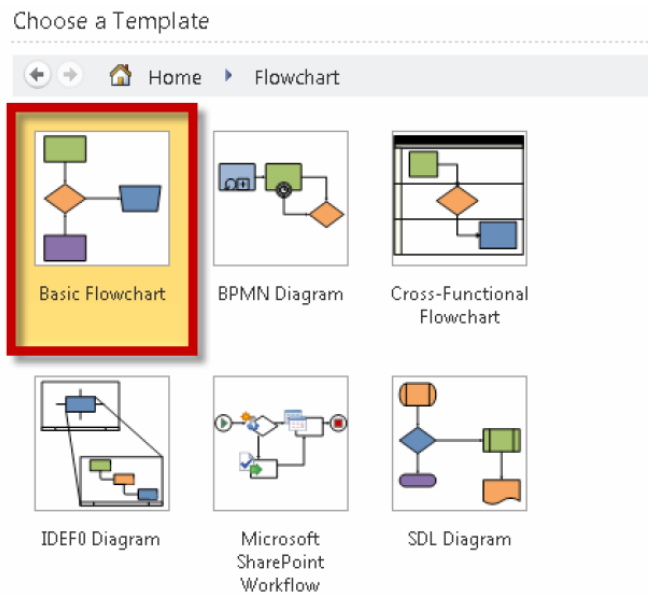 Choose a Template
Home
Flowchart
Basic Flowchart
BPMN Diagram
Cross-Functional
Flowchart
IDEF0 Diagram
Microsoft
SharePoint
Workflow
SDL Diagram